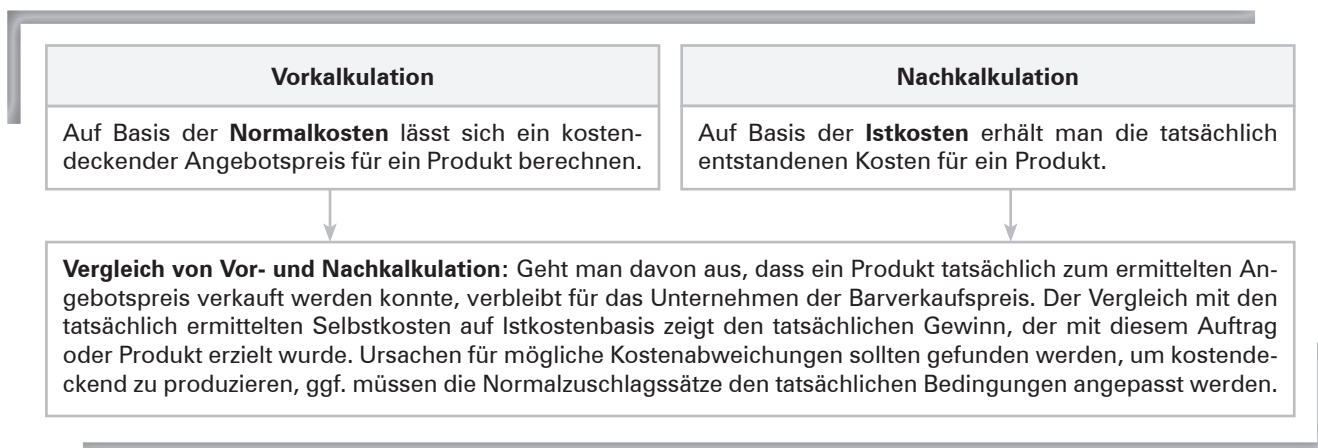 Vorkalkulation
Auf Basis der Normalkosten lässt sich ein kosten-
deckender Angebotspreis für ein Produkt berechnen.
Nachkalkulation
Auf Basis der Istkosten erhält man die tatsächlich
entstandenen Kosten für ein Produkt.
Vergleich von Vor- und Nachkalkulation: Geht man davon aus, dass ein Produkt tatsächlich zum ermittelten An-
gebotspreis verkauft werden konnte, verbleibt für das Unternehmen der Barverkaufspreis. Der Vergleich mit den
tatsächlich ermittelten Selbstkosten auf Istkostenbasis zeigt den tatsächlichen Gewinn, der mit diesem Auftrag
oder Produkt erzielt wurde. Ursachen für mögliche Kostenabweichungen sollten gefunden werden, um kostende-
ckend zu produzieren, ggf. müssen die Normalzuschlagssätze den tatsächlichen Bedingungen angepasst werden.